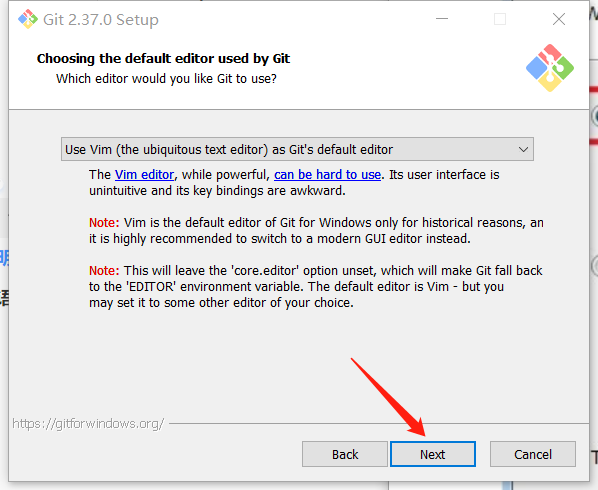 Git 2.37.0 Setup
Choosing the default editor used by Git
Which editor would you like Git to use?
Use Vim (the ubiquitous text editor) as Git's default editor
The Vim editor, while powerful, can be hard to use. Its user interface is
unintuitive and its key bindings are awkward.
Note: Vim is the default editor of Git for Windows only for historical reasons, an
it is highly recommended to switch to a modern GUI editor instead.
Note: This will leave the 'core.editor' option unset, which will make Git fall back
to the 'EDITOR' environment variable. The default editor is Vim - but you
may set it to some other editor of your choice.
https://gitforwindows.org/
Back
Next
Cancel